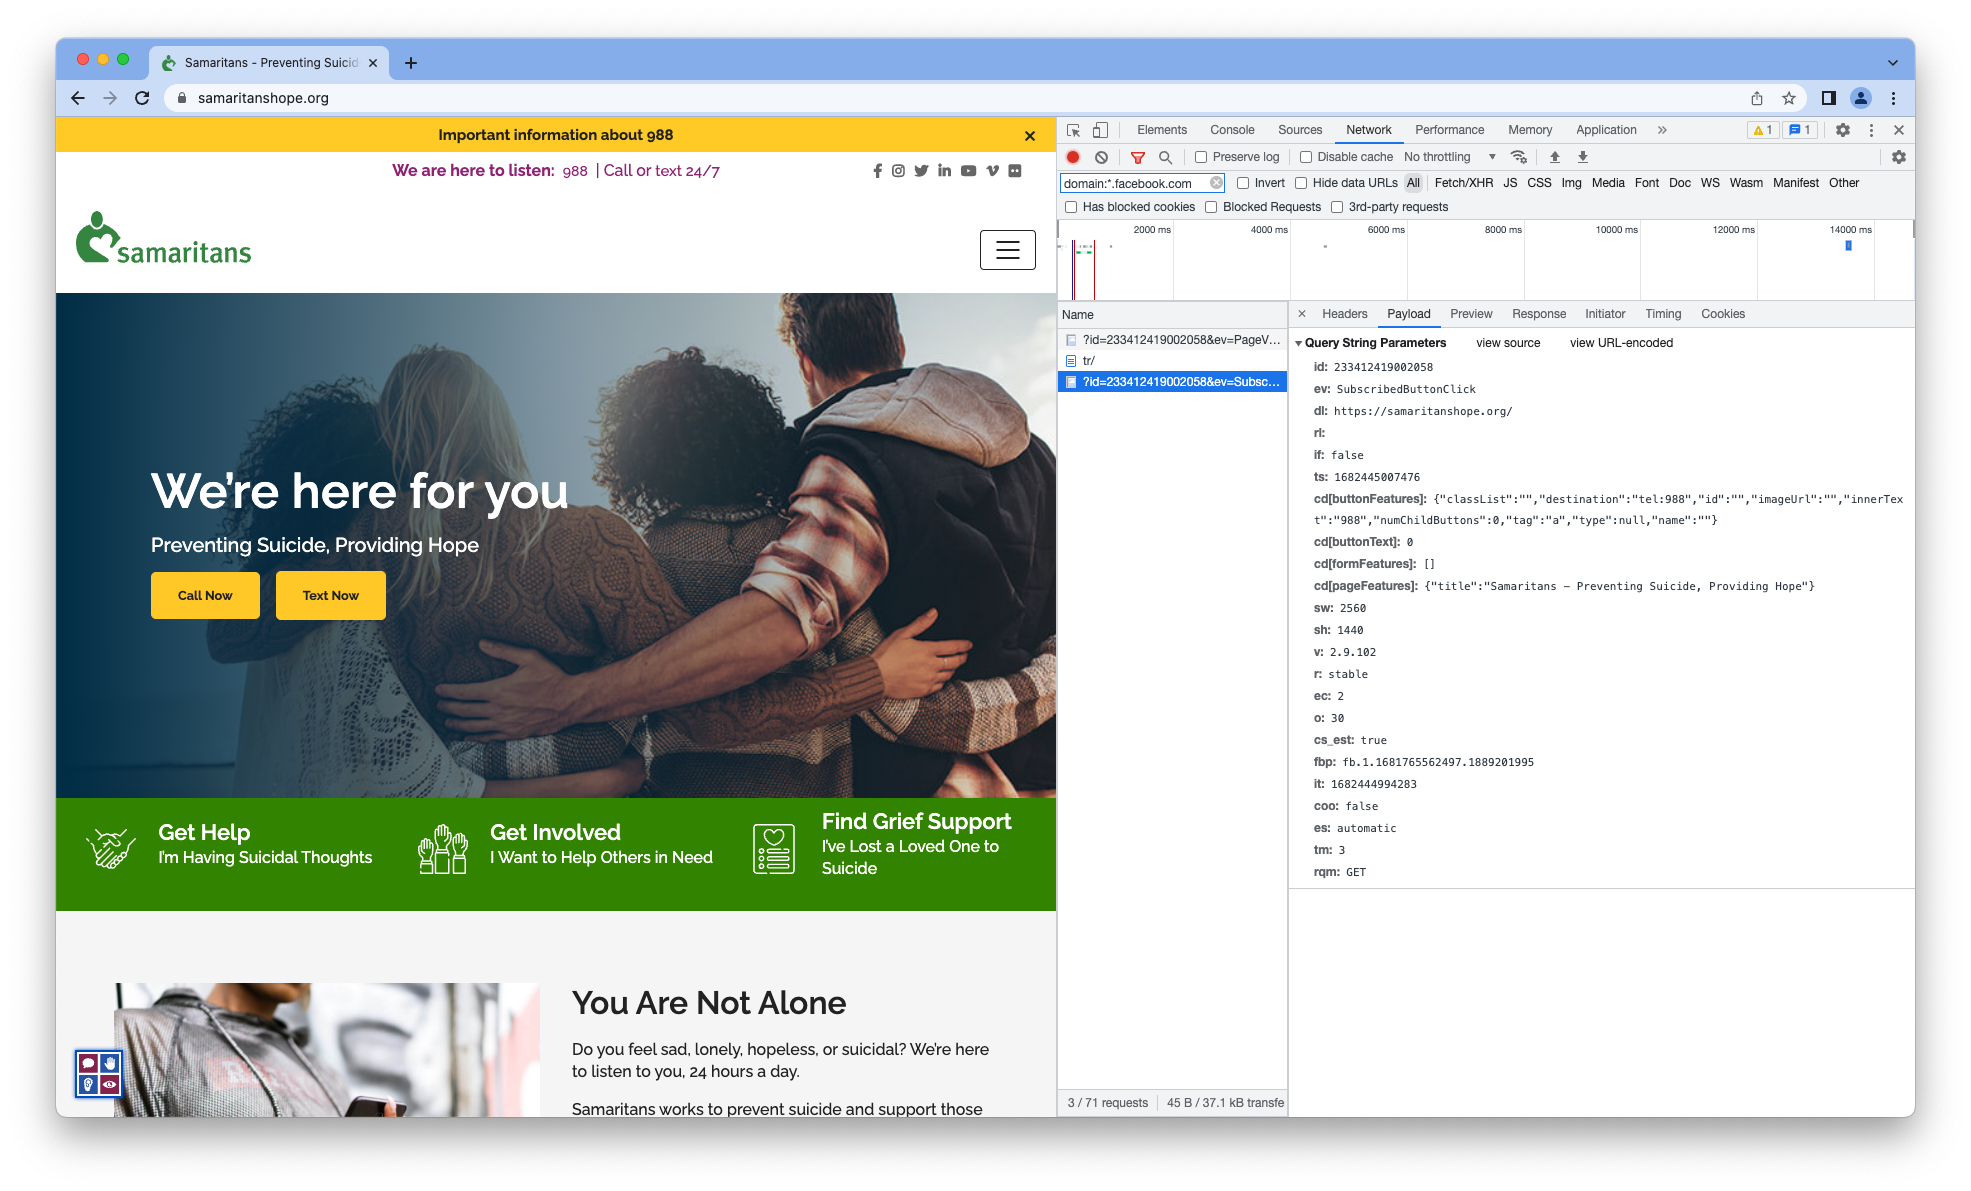 Samaritans - Preventing Suicid
samaritanshope.org
Important information about 988
We are here to listen: 988 | Call or text 24/7
samaritans
We're here for you
Preventing Suicide, Providing Hope
Call Now
Text Now
Get Help
I'm Having Suicidal Thoughts
Get Involved
I Want to Help Others in Need
Find Grief Support
I've Lost a Loved One to
Suicide
You Are Not Alone
Do you feel sad, lonely, hopeless, or suicidal? We're here
to listen to you, 24 hours a day.
Samaritans works to prevent suicide and support those
Elements Console Sources Network Performance Memory Application 1 1
Preserve log Disable cache No throttling
domain:*.facebook.com Invert Hide data URLs All Fetch/XHR JS CSS Img Media Font Doc WS Wasm Manifest Other
Has blocked cookies Blocked Requests 3rd-party requests
2000 ms 4000 ms 6000 ms 8000 ms 10000 ms 12000 ms 14000 ms
Name
?id=233412419002058&ev=PageV...
tr/
?id=233412419002058&ev=Subsc...
3 / 71 requests 45 B / 37.1 kB transfe
Headers Payload Preview Response Initiator Timing Cookies
Query String Parameters view source view URL-encoded
id: 233412419002058
ev: SubscribedButtonClick
dl: https://samaritanshope.org/
rl:
if: false
ts: 1682445007476
cd[buttonFeatures]: {"classList":"","destination":"tel:988","id":"","imageUrl":"","innerTex
t":"988","numChildButtons":0,"tag":"a","type":null,"name":""}
cd[buttonText]: 0
cd[formFeatures]: []
cd[pageFeatures]: {"title":"Samaritans – Preventing Suicide, Providing Hope"}
sw: 2560
sh: 1440
v: 2.9.102
r: stable
ec: 2
o: 30
cs_est: true
fbp: fb.1.1681765562497.1889201995
it: 1682444994283
coo: false
es: automatic
tm: 3
rqm: GET